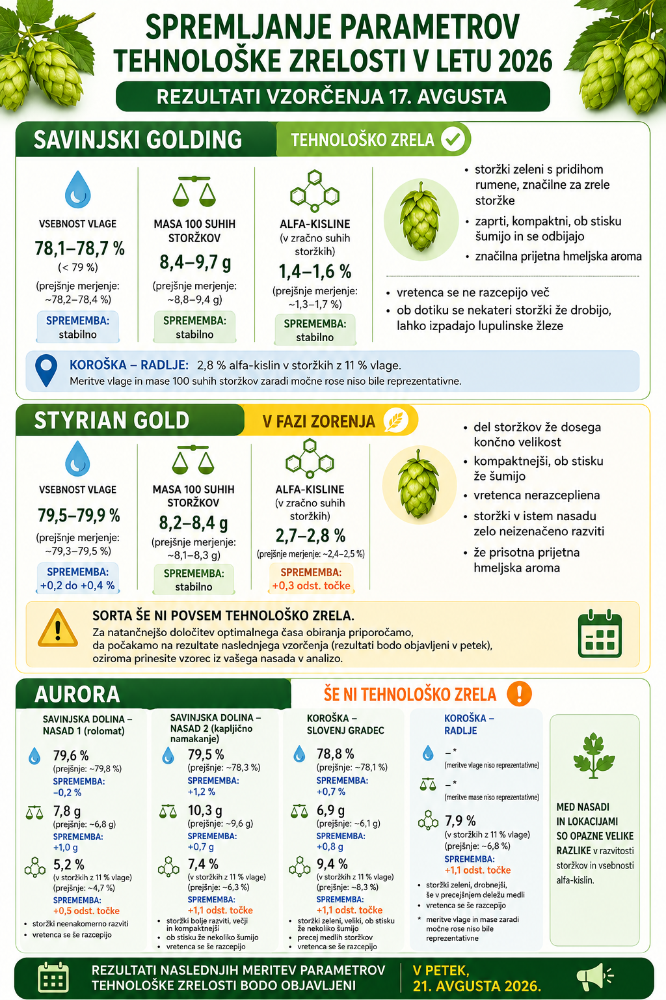 SPREMLJANJE PARAMETROV
TEHNOLOŠKE ZRELOSTI V LETU 2026
REZULTATI VZORČENJA 17. AVGUSTA
SAVINJSKI GOLDING
TEHNOLOŠKO ZRELA
VSEBNOST VLAGE
78,1–78,7 %
(< 79 %)
(prejšnje merjenje:
~78,2–78,4 %)
SPREMEMBA:
stabilno
MASA 100 SUHIH
STORŽKOV
8,4–9,7 g
(prejšnje merjenje:
~8,8–9,4 g)
SPREMEMBA:
stabilno
ALFA-KISLINE
(v zračno suhih
storžkih)
1,4–1,6 %
(prejšnje merjenje:
~1,3–1,7 %)
SPREMEMBA:
stabilno
• storžki zeleni s pridihom
rumene, značilne za zrele
storžke
• zaprti, kompaktni, ob stisku
šumijo in se odbijajo
• značilna prijetna hmeljska aroma
• vretenca se ne razcepijo več
• ob dotiku se nekateri storžki že drobijo,
lahko izpadajo lupulinske žleze
KOROŠKA – RADLJE: 2,8 % alfa-kislin v storžkih z 11 % vlage.
Meritve vlage in mase 100 suhih storžkov zaradi močne rose niso bile reprezentativne.
STYRIAN GOLD
V FAZI ZORENJA
VSEBNOST VLAGE
79,5–79,9 %
(prejšnje merjenje:
~79,3–79,5 %)
SPREMEMBA:
+0,2 do +0,4 %
MASA 100 SUHIH
STORŽKOV
8,2–8,4 g
(prejšnje merjenje:
~8,1–8,3 g)
SPREMEMBA:
stabilno
ALFA-KISLINE
(v zračno suhih
storžkih)
2,7–2,8 %
(prejšnje merjenje: ~2,4–2,5 %)
SPREMEMBA:
+0,3 odst. točke
• del storžkov že dosega
končno velikost
• kompaktnejši, ob stisku
že šumijo
• vretenca nerazcepljena
• storžki v istem nasadu
zelo neizenačeno razviti
• že prisotna prijetna
hmeljska aroma
SORTA ŠE NI POVSEM TEHNOLOŠKO ZRELA.
Za natančnejšo določitev optimalnega časa obiranja priporočamo,
da počakamo na rezultate naslednjega vzorčenja (rezultati bodo objavljeni v petek),
oziroma prinesite vzorec iz vašega nasada v analizo.
AURORA
ŠE NI TEHNOLOŠKO ZRELA
SAVINJSKA DOLINA –
NASAD 1 (rolomat)
79,6 %
(prejšnje: ~79,8 %)
SPREMEMBA:
–0,2 %
7,8 g
(prejšnje: ~6,8 g)
SPREMEMBA:
+1,0 g
5,2 %
(v storžkih z 11 % vlage)
(prejšnje: ~4,7 %)
SPREMEMBA:
+0,5 odst. točke
• storžki neenakomerno razviti
• vretenca se še razcepijo
SAVINJSKA DOLINA –
NASAD 2 (kapljično
namakanje)
79,5 %
(prejšnje: ~78,3 %)
SPREMEMBA:
+1,2 %
10,3 g
(prejšnje: ~9,6 g)
SPREMEMBA:
+0,7 g
7,4 %
(v storžkih z 11 % vlage)
(prejšnje: ~6,3 %)
SPREMEMBA:
+1,1 odst. točke
• storžki bolje razviti, večji
in kompaktnejši
• ob stisku že nekoliko šumijo
• vretenca se še razcepijo
KOROŠKA –
SLOVENJ GRADEC
78,8 %
(prejšnje: ~78,1 %)
SPREMEMBA:
+0,7 %
6,9 g
(prejšnje: ~6,1 g)
SPREMEMBA:
+0,8 g
9,4 %
(v storžkih z 11 % vlage)
(prejšnje: ~8,3 %)
SPREMEMBA:
+1,1 odst. točke
• storžki zeleni, veliki, ob stisku
že nekoliko šumijo
• precej medlih storžkov
• vretenca se še razcepijo
KOROŠKA –
RADLJE
– *
(meritve vlage niso reprezentativne)
– *
(meritve mase niso reprezentativne)
7,9 %
(v storžkih z 11 % vlage)
(prejšnje: ~6,8 %)
SPREMEMBA:
+1,1 odst. točke
• storžki zeleni, drobnejši,
še v precejšnjem deležu medli
• vretenca se še razcepijo
* meritve vlage in mase zaradi
močne rose niso bile
reprezentativne
MED NASADI
IN LOKACIJAMI
SO OPAZNE VELIKE
RAZLIKE v razvitosti
storžkov in vsebnosti
alfa-kislin.
REZULTATI NASLEDNJIH MERITEV PARAMETROV
TEHNOLOŠKE ZRELOSTI BODO OBJAVLJENI
V PETEK,
21. AVGUSTA 2026.